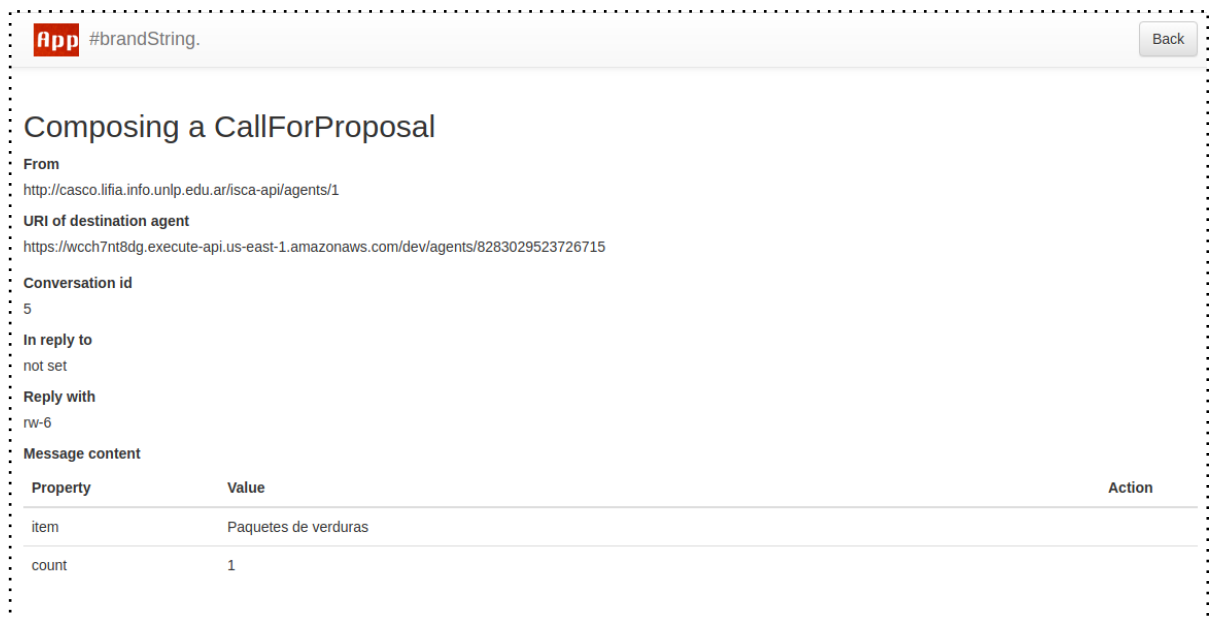 App #brandString. Back
Composing a CallForProposal
From
http://casco.lifia.info.unlp.edu.ar/isca-api/agents/1
URI of destination agent
https://wcch7nt8dg.execute-api.us-east-1.amazonaws.com/dev/agents/8283029523726715
Conversation id
5
In reply to
not set
Reply with
rw-6
Message content
Property Value Action
item Paquetes de verduras
count 1